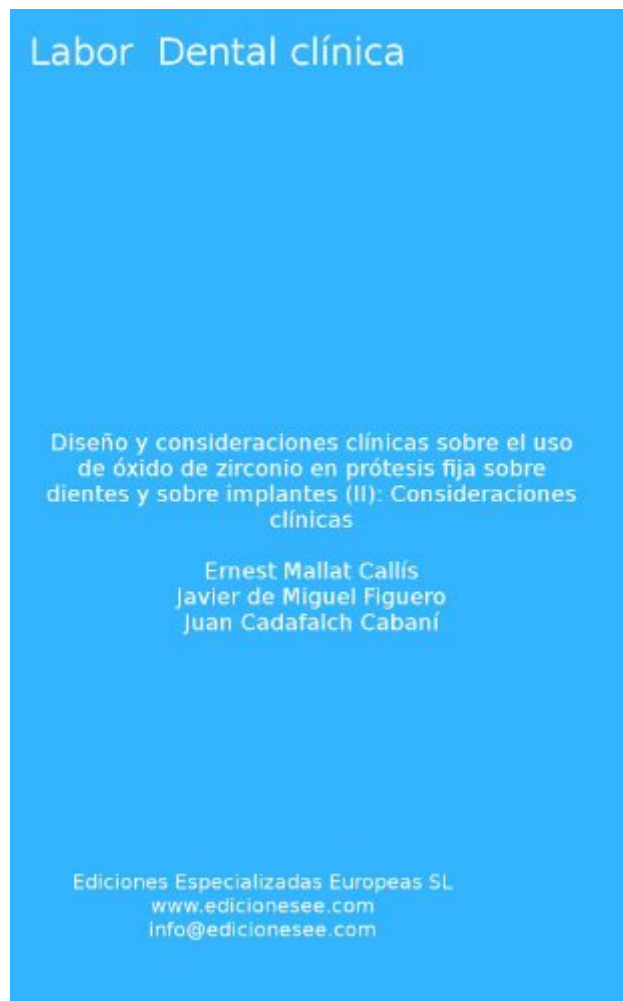 Labor Dental clínica
Diseño y consideraciones clínicas sobre el uso
de óxido de zirconio en prótesis fija sobre
dientes y sobre implantes (II): Consideraciones
clínicas
Ernest Mallat Callís
Javier de Miguel Figuero
Juan Cadafalch Cabaní
Ediciones Especializadas Europeas SL
www.edicionesee.com
info@edicionesee.com